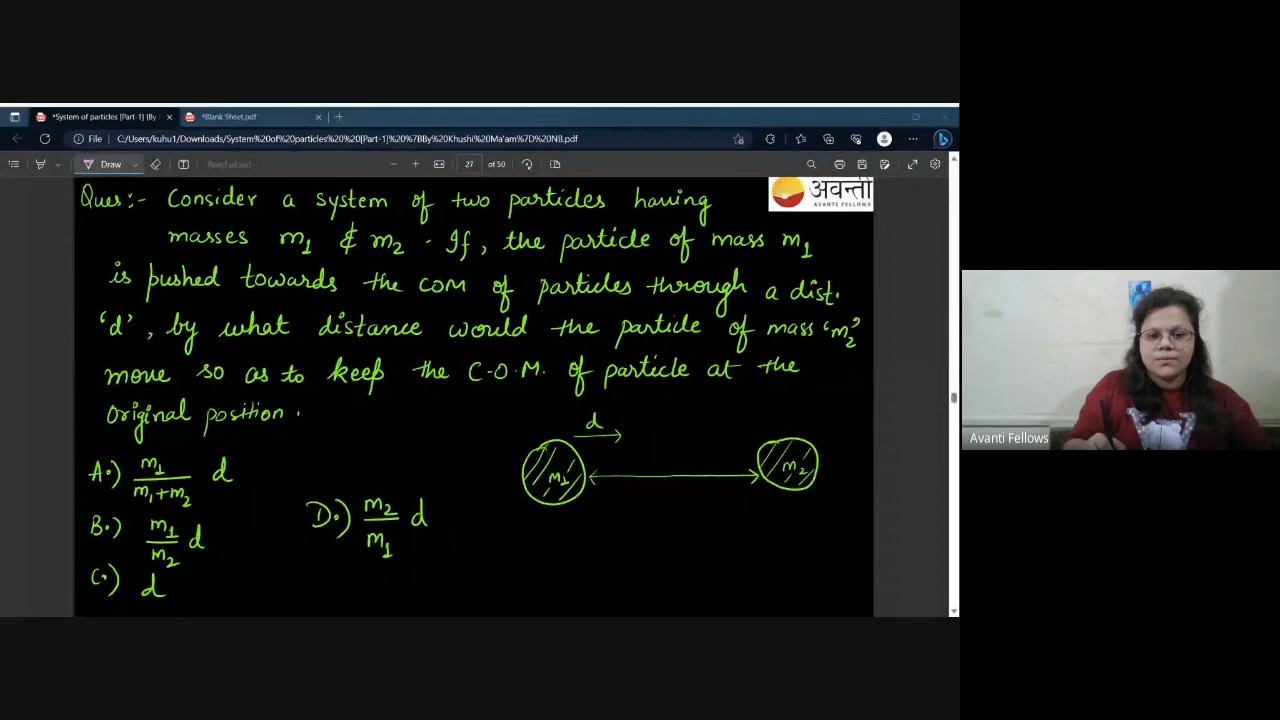 *System of particles [Part-1] {By
*Blank Sheet.pdf
File
C:/Users/kuhu1/Downloads/System%20of%20particles%20%20[Part-1]%20%7BBy%20Khushi%20Ma'am%7D%20NB.pdf
Draw
Read aloud
27 of 50
अवन्ती
AVANTI FELLOWS
Ques:- Consider a system of two particles having
masses m₁ & m₂. If, the particle of mass m₁
is pushed towards the COM of particles through a dist.
'd', by what distance would the particle of mass 'm₂'
move so as to keep the C.O.M. of particle at the
original position.
A.) m₁/(m₁+m₂) d
B.) m₁/m₂ d
C.) d
D.) m₂/m₁ d
d
m₁
m₂
Avanti Fellows